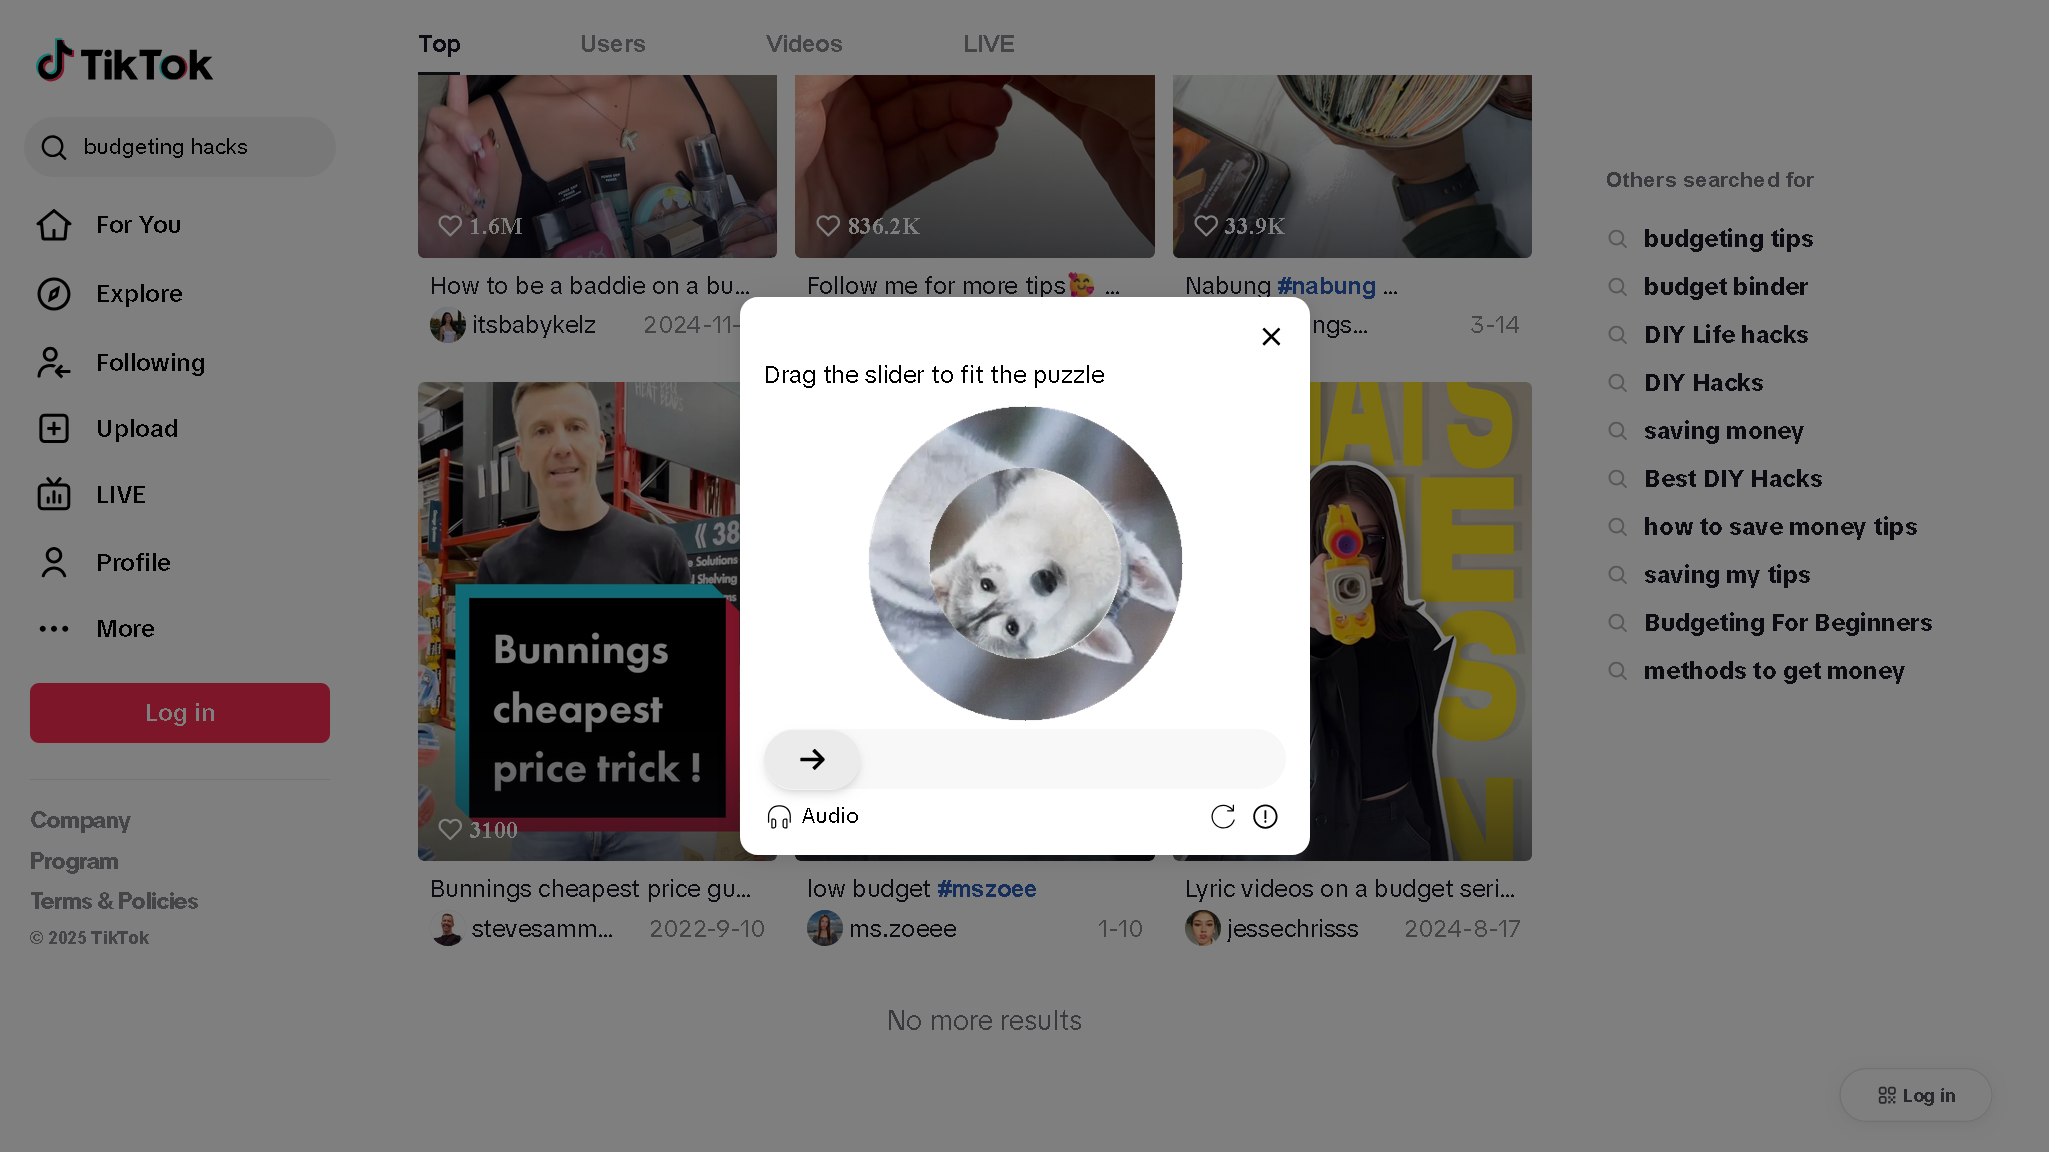 TikTok
budgeting hacks
For You
Explore
Following
Upload
LIVE
Profile
More
Log in
Company
Program
Terms & Policies
© 2025 TikTok
Top
Users
Videos
LIVE
1.6M
836.2K
33.9K
How to be a baddie on a bu...
Follow me for more tips🥰 ...
Nabung #nabung ...
itsbabykelz
2024-11-
ngs...
3-14
Drag the slider to fit the puzzle
Audio
38
Solutions
Shelving
Bunnings
cheapest
price trick !
3100
Bunnings cheapest price gu...
low budget #mszoee
Lyric videos on a budget seri...
stevesamm...
2022-9-10
ms.zoeee
1-10
jessechrisss
2024-8-17
No more results
Others searched for
budgeting tips
budget binder
DIY Life hacks
DIY Hacks
saving money
Best DIY Hacks
how to save money tips
saving my tips
Budgeting For Beginners
methods to get money
Log in